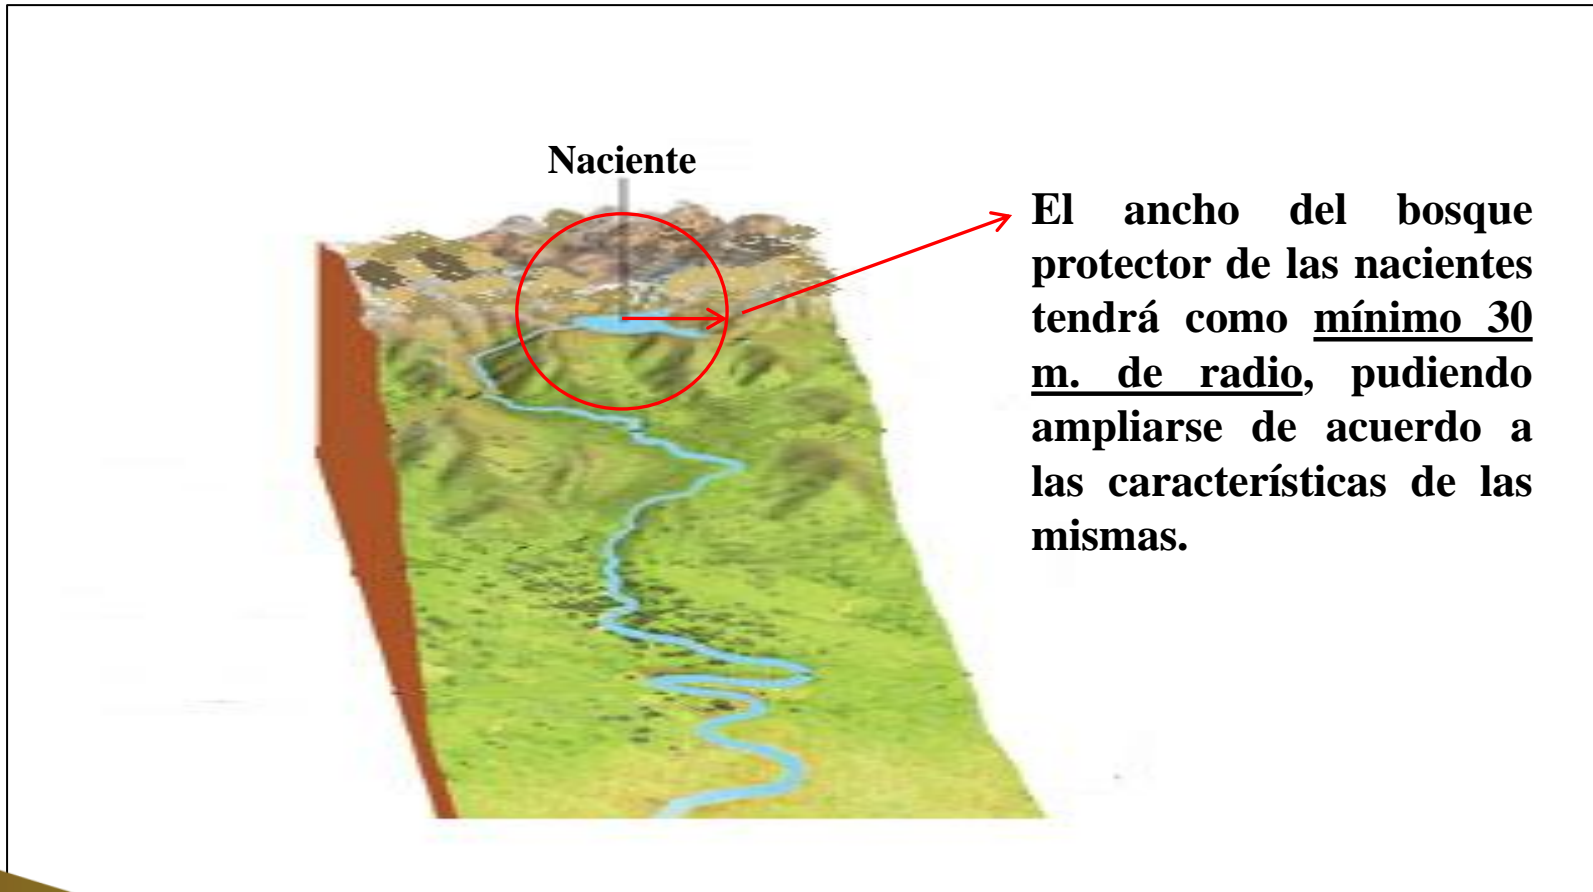 Naciente
El ancho del bosque
protector de las nacientes
tendrá como mínimo 30
m. de radio, pudiendo
ampliarse de acuerdo a
las características de las
mismas.